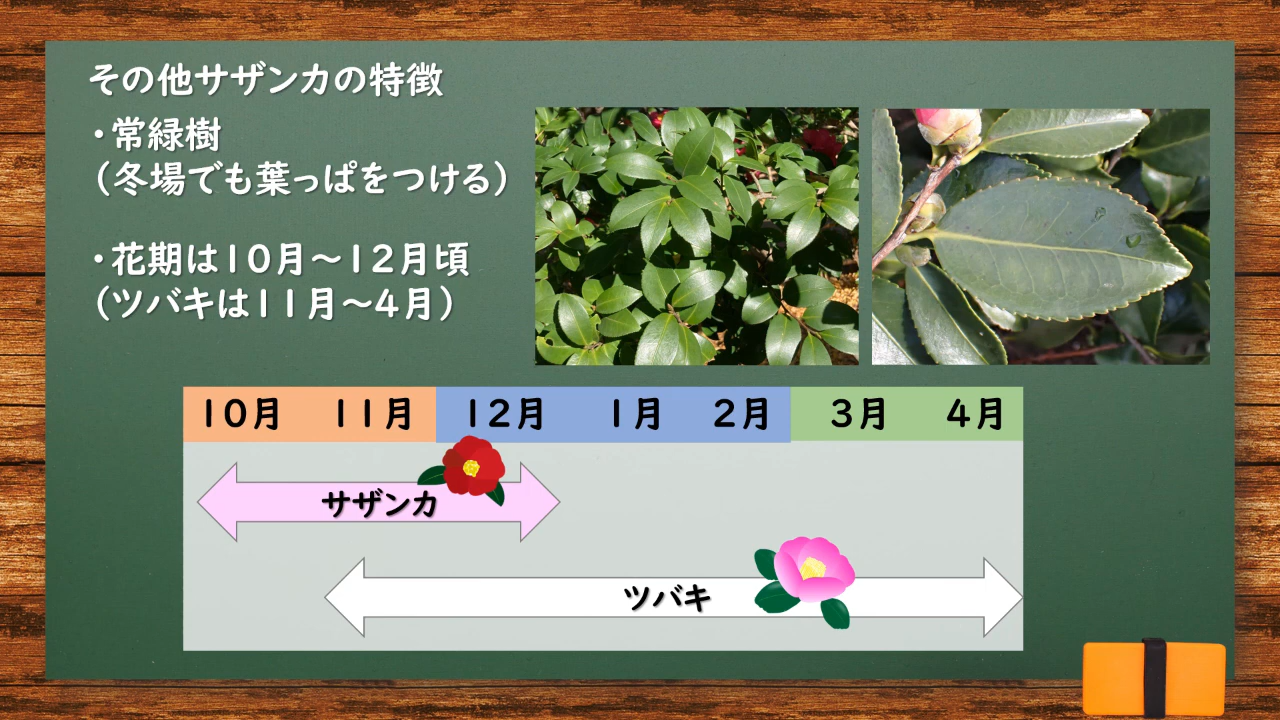 その他サザンカの特徴
・常緑樹
（冬場でも葉っぱをつける）
・花期は10月～12月頃
（ツバキは11月～4月）
10月 11月 12月 1月 2月 3月 4月
サザンカ
ツバキ